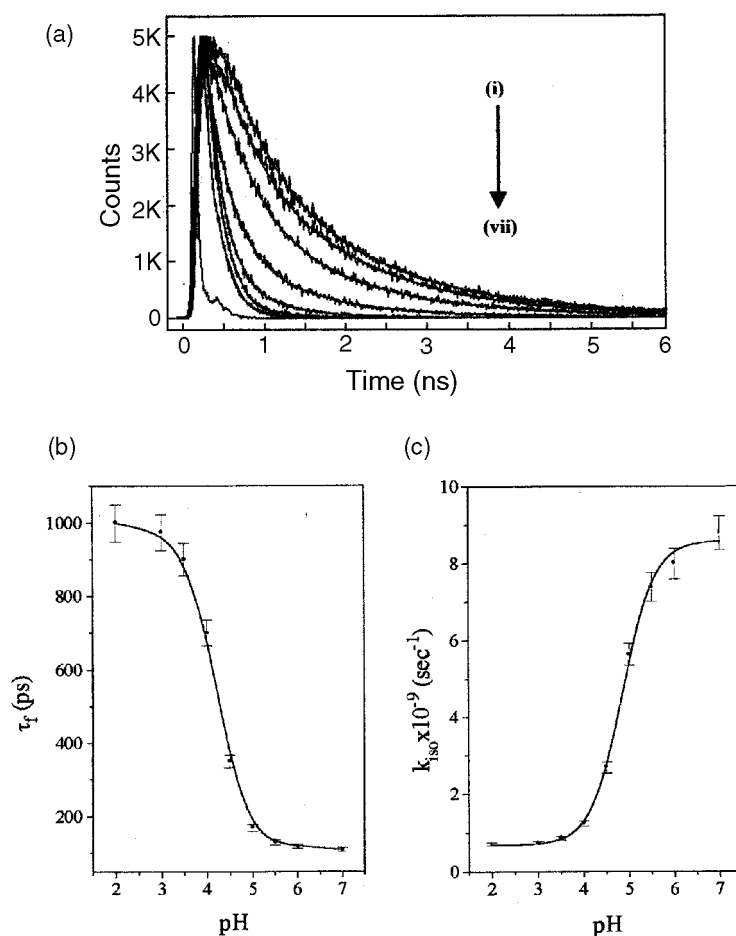 (a)
5K
4K
3K
2K
1K
0
Counts
(i)
(vii)
0 1 2 3 4 5 6
Time (ns)
(b)
1000
800
600
400
200
τf (ps)
2 3 4 5 6 7
pH
(c)
10
8
6
4
2
0
kiso x10-9 (sec-1)
2 3 4 5 6 7
pH